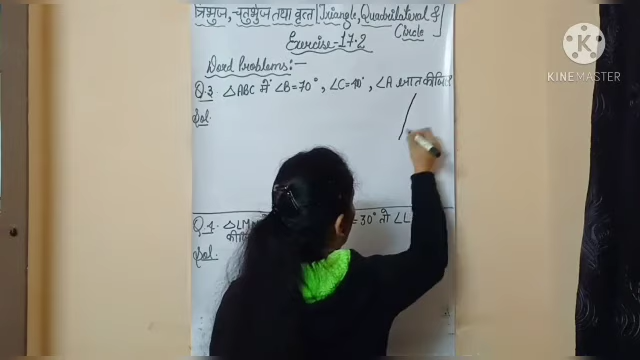 त्रिभुज, चतुर्भुज तथा वृत्त [Triangle, Quadrilateral &
Circle]
Exercise-17.2
Word Problems:—
Q.3. △ABC में ∠B=70°, ∠C=40°, ∠A ज्ञात कीजिये
Sol.
Q.4. △LM = 30° तो ∠L
Sol.
KINEMASTER